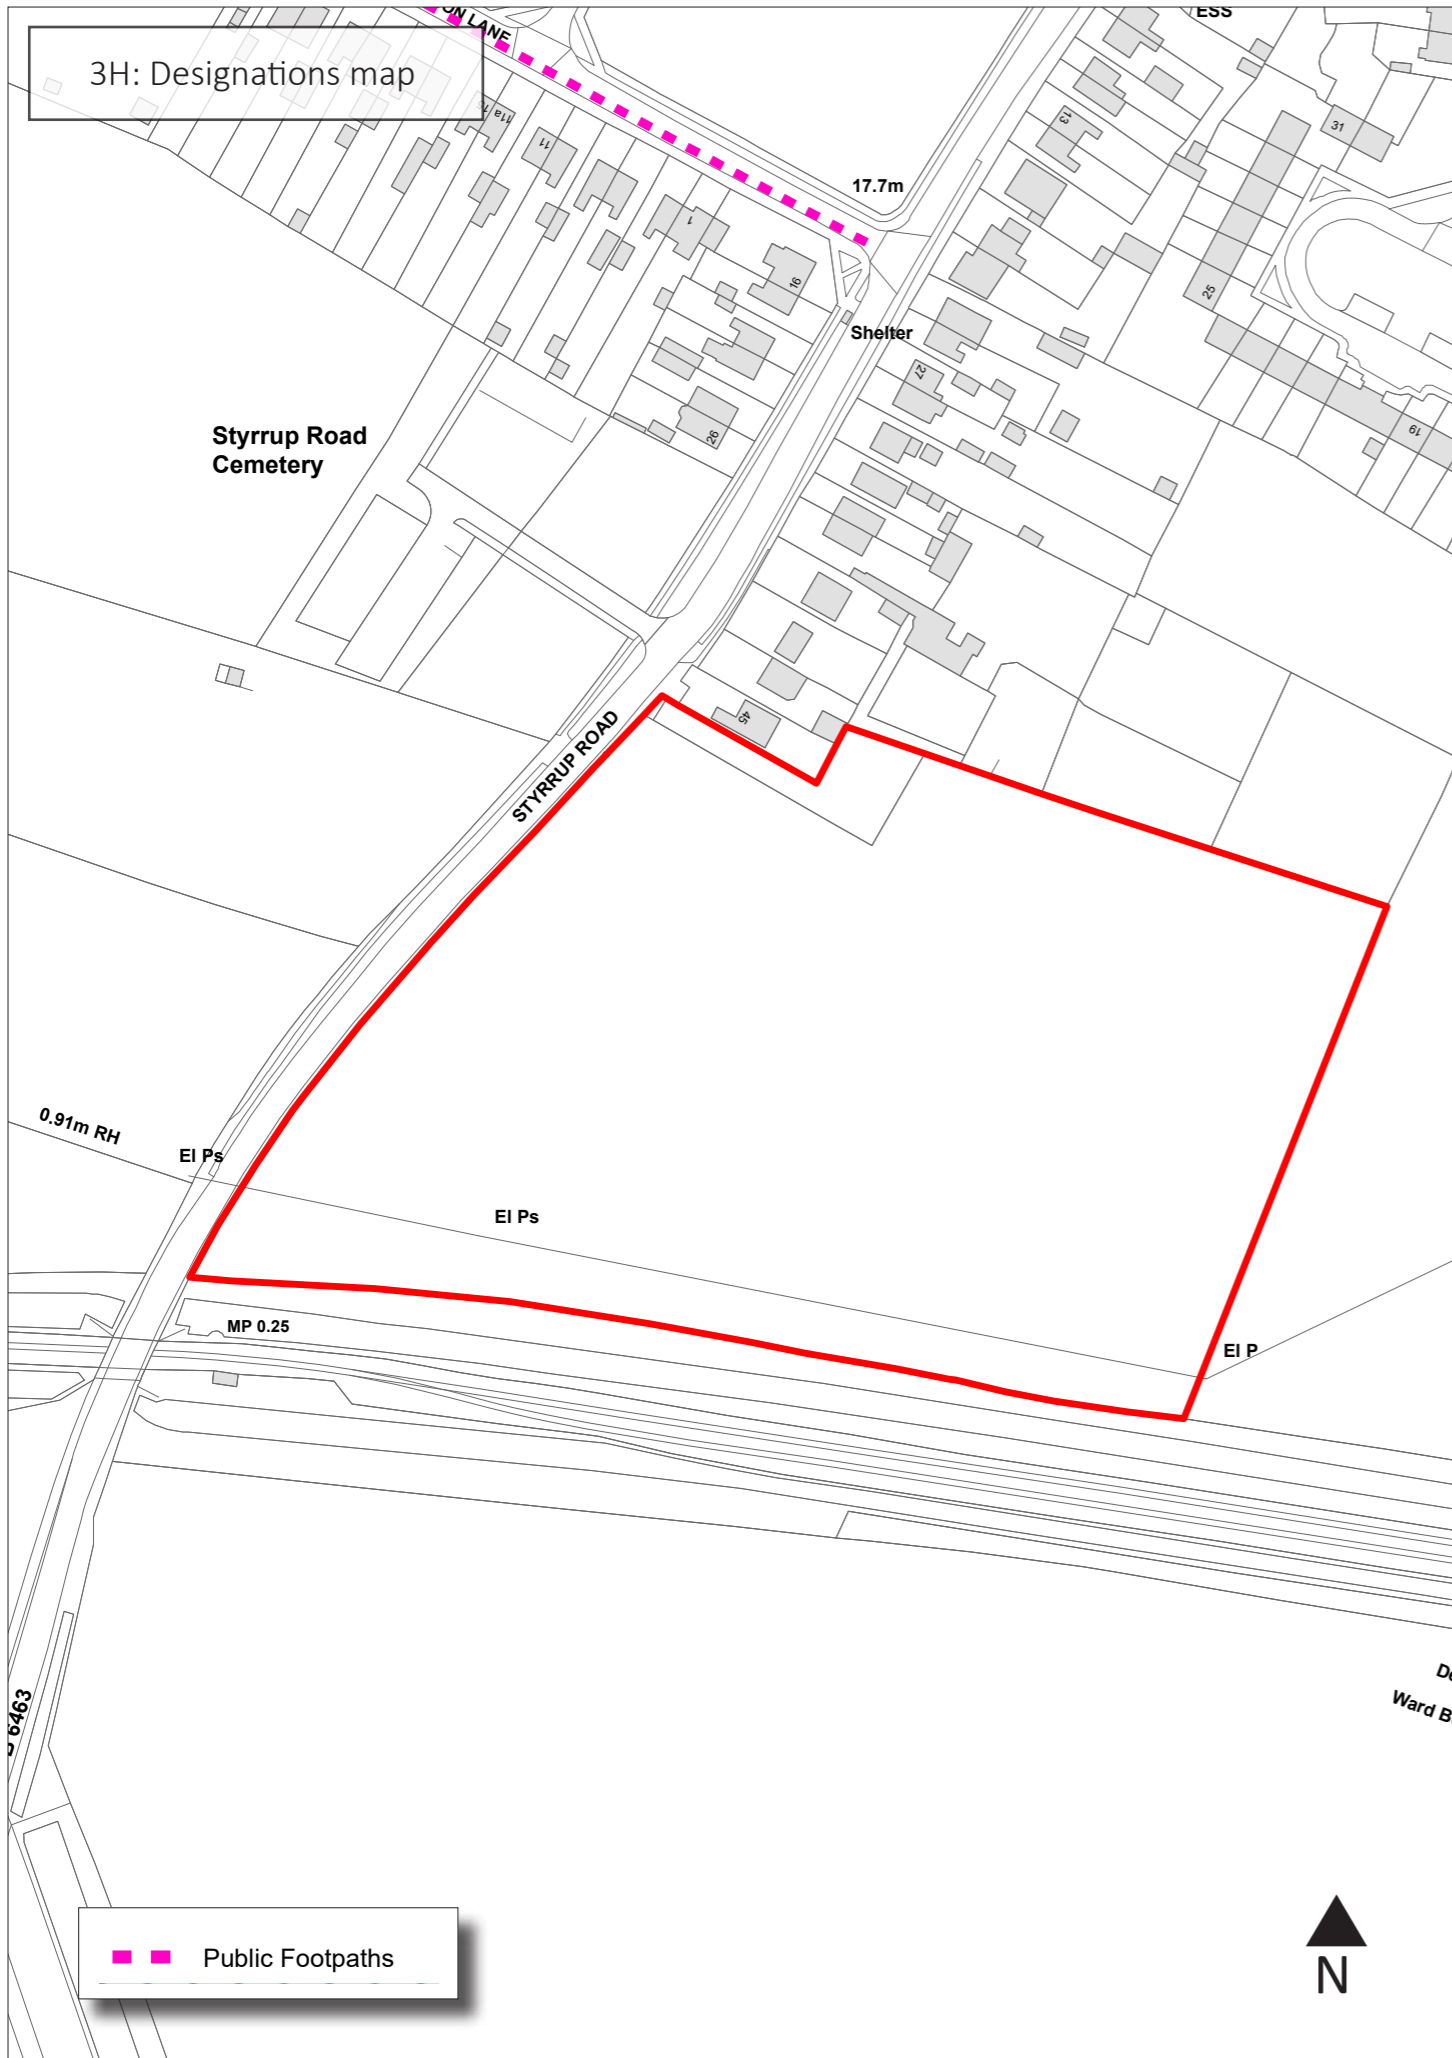 ESS
ON LANE
3H: Designations map
31
13
11a
11
17.7m
1
16
25
Shelter
27
26
19
Styrrup Road
Cemetery
45
STYRRUP ROAD
0.91m RH
El Ps
El Ps
MP 0.25
El P
Ward B
6463
Public Footpaths
N